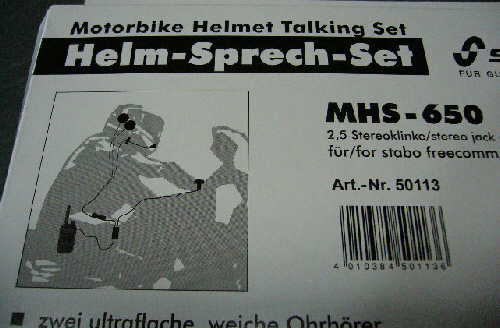 Motorbike Helmet Talking Set
Helm-Sprech-Set
FÜR
MHS-650
2,5 Stereoklinke/stereo jack
für/for stabo freecomm
Art.-Nr. 50113
4 010384 501136
zwei ultraflache, weiche Ohrhörer